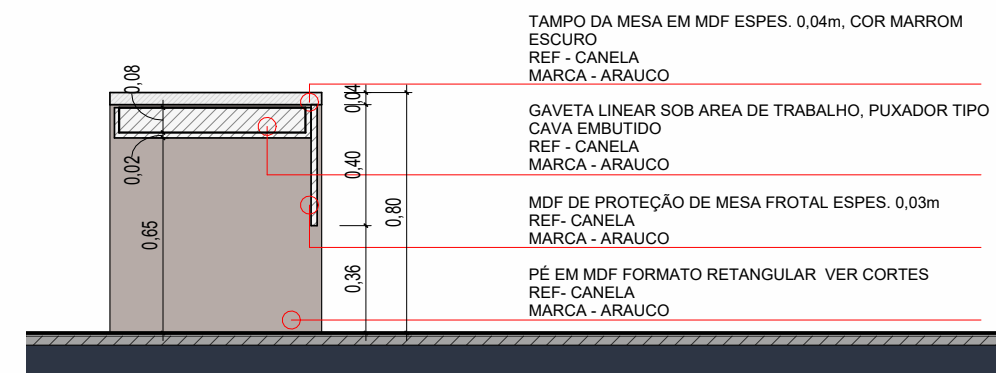 TAMPO DA MESA EM MDF ESPES. 0,04m, COR MARROM
ESCURO
REF - CANELA
MARCA - ARAUCO
GAVETA LINEAR SOB AREA DE TRABALHO, PUXADOR TIPO
CAVA EMBUTIDO
REF - CANELA
MARCA - ARAUCO
MDF DE PROTEÇÃO DE MESA FROTAL ESPES. 0,03m
REF- CANELA
MARCA - ARAUCO
PÉ EM MDF FORMATO RETANGULAR  VER CORTES
REF- CANELA
MARCA - ARAUCO
0,08
0,02
0,65
0,04
0,40
0,36
0,80